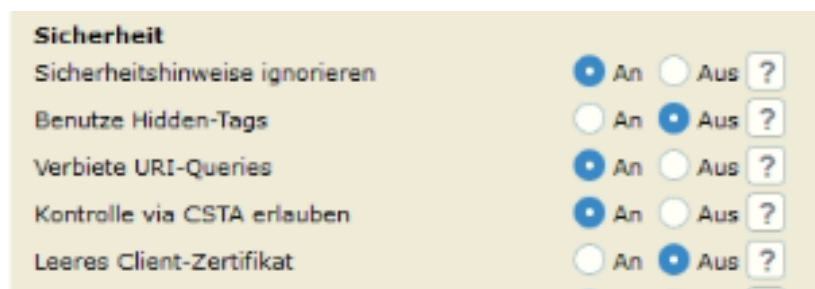 Sicherheit
Sicherheitshinweise ignorieren An Aus ?
Benutze Hidden-Tags An Aus ?
Verbiete URI-Queries An Aus ?
Kontrolle via CSTA erlauben An Aus ?
Leeres Client-Zertifikat An Aus ?